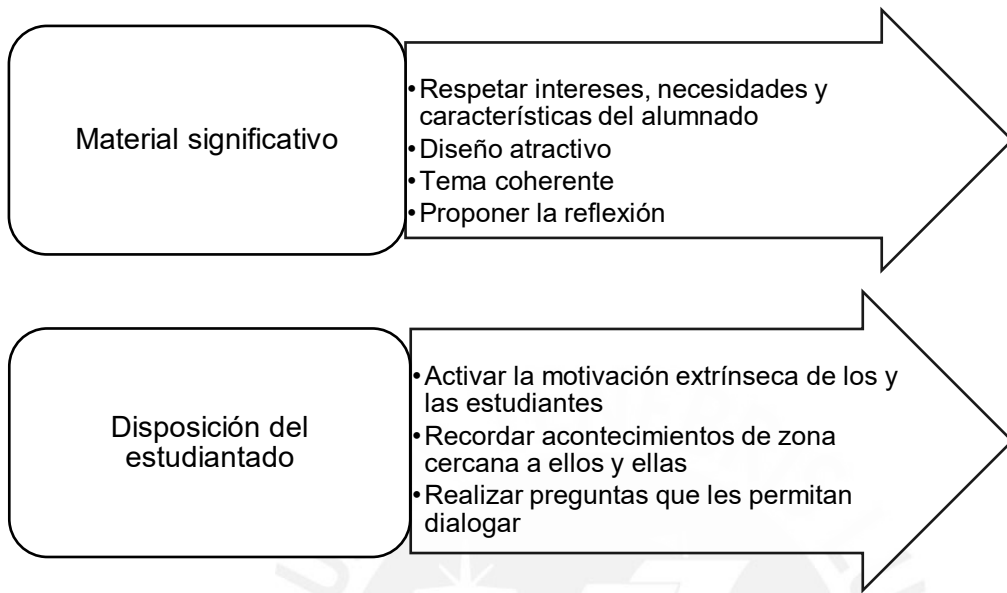 Material significativo
•Respetar intereses, necesidades y
características del alumnado
•Diseño atractivo
•Tema coherente
•Proponer la reflexión
Disposición del
estudiantado
•Activar la motivación extrínseca de los y
las estudiantes
•Recordar acontecimientos de zona
cercana a ellos y ellas
•Realizar preguntas que les permitan
dialogar